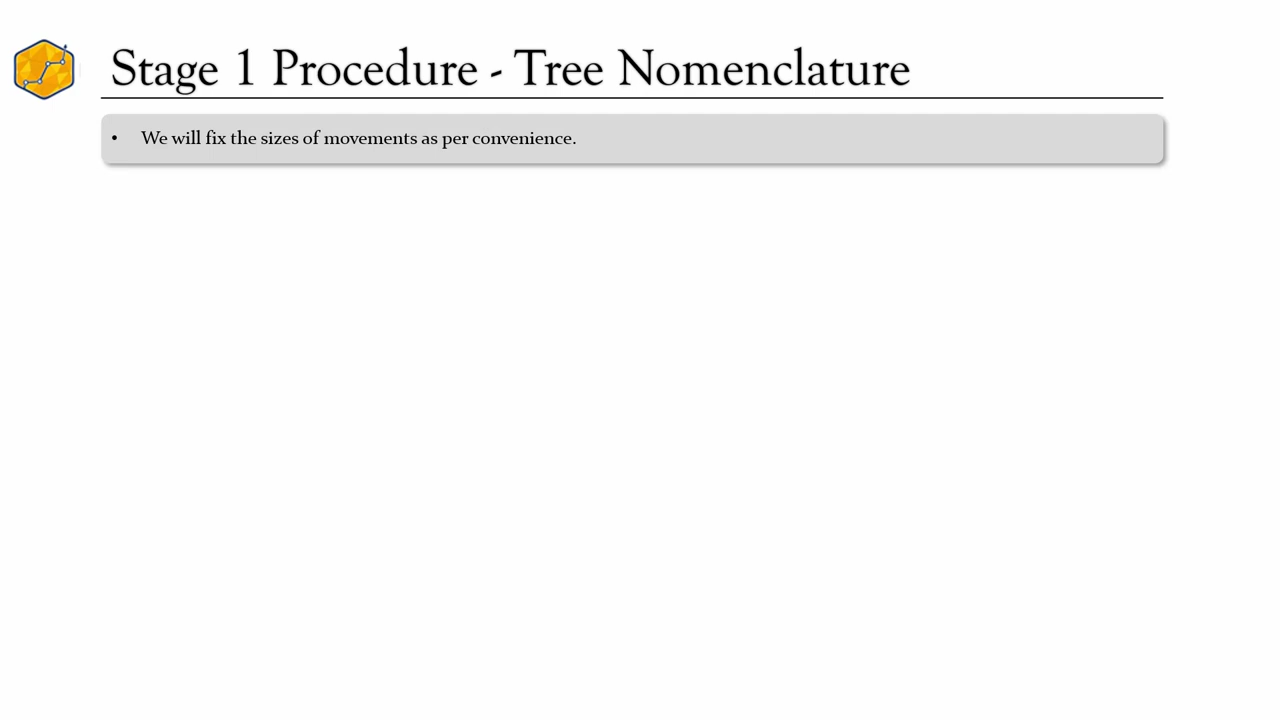 Stage 1 Procedure - Tree Nomenclature
• We will fix the sizes of movements as per convenience.